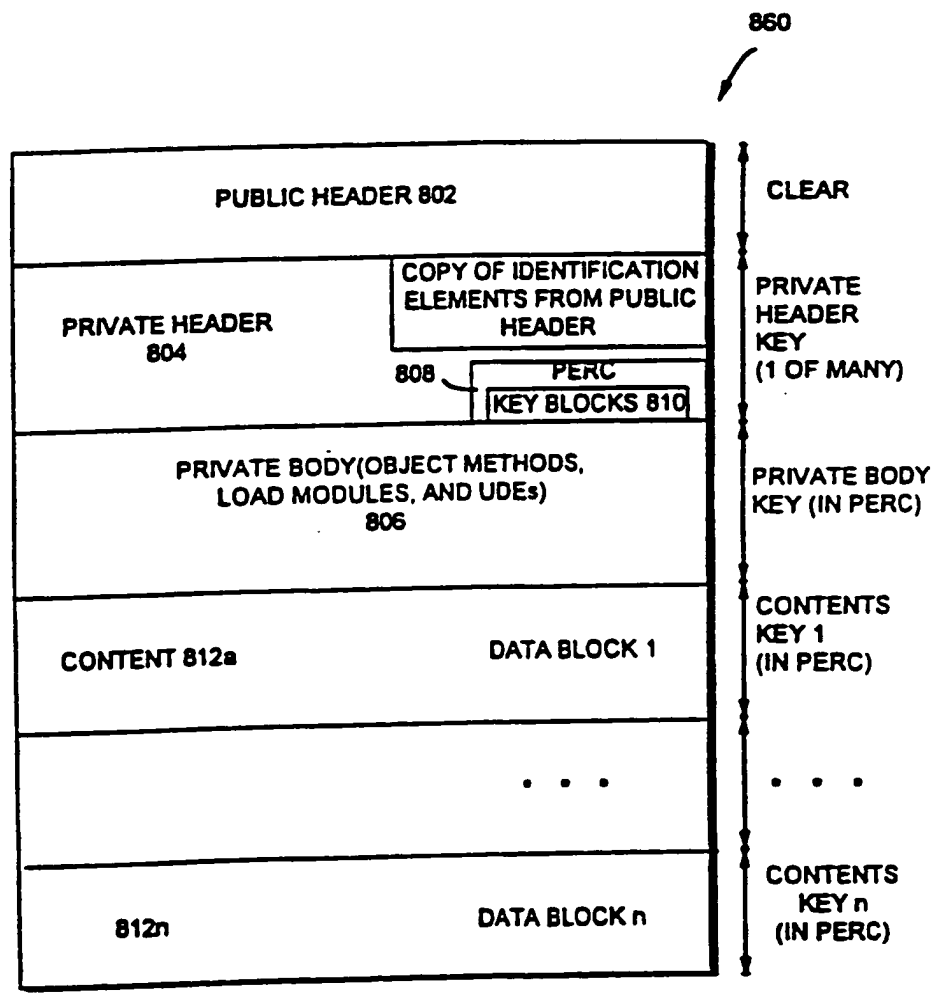 860
PUBLIC HEADER 802
CLEAR
PRIVATE HEADER
804
COPY OF IDENTIFICATION
ELEMENTS FROM PUBLIC
HEADER
808
PERC
KEY BLOCKS 810
PRIVATE
HEADER
KEY
(1 OF MANY)
PRIVATE BODY(OBJECT METHODS,
LOAD MODULES, AND UDEs)
806
PRIVATE BODY
KEY (IN PERC)
CONTENT 812a
DATA BLOCK 1
CONTENTS
KEY 1
(IN PERC)
. . .
. . .
812n
DATA BLOCK n
CONTENTS
KEY n
(IN PERC)